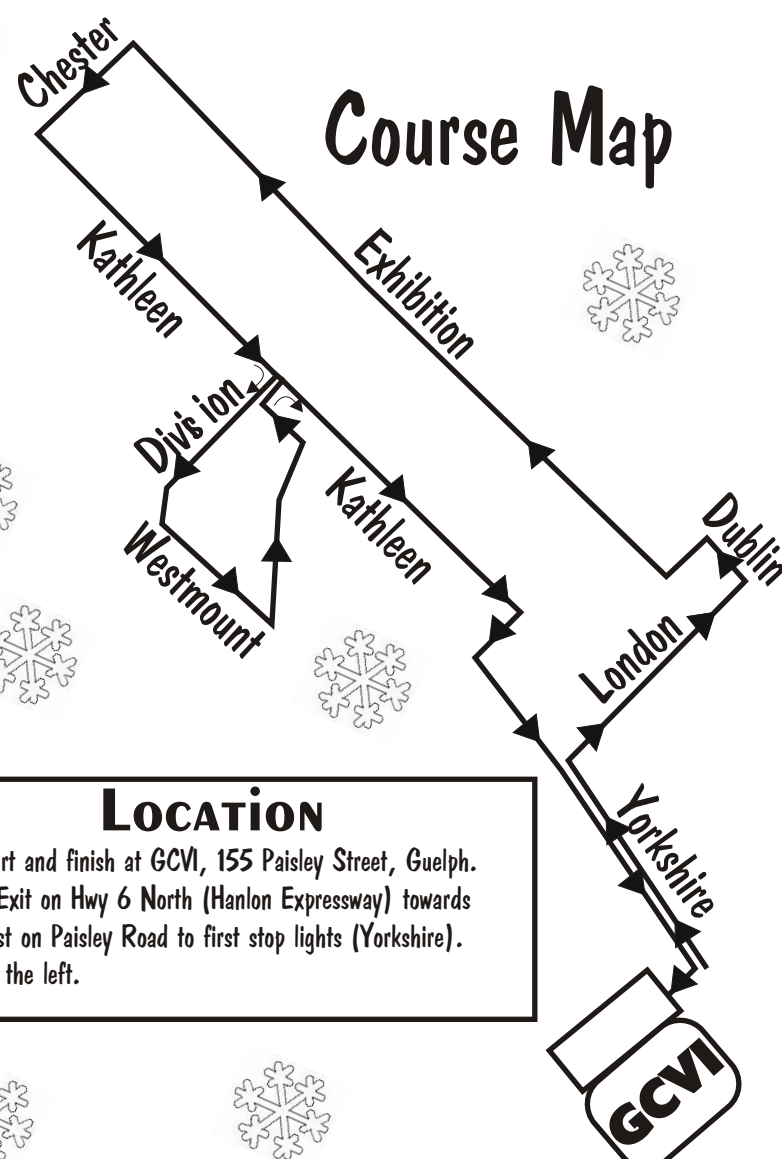 Chester
Course Map
Kathleen
Exhibition
Division
Kathleen
Dublin
Westmount
London
Yorkshire
LOCATION
rt and finish at GCVI, 155 Paisley Street, Guelph.
Exit on Hwy 6 North (Hanlon Expressway) towards
st on Paisley Road to first stop lights (Yorkshire).
the left.
GCVI